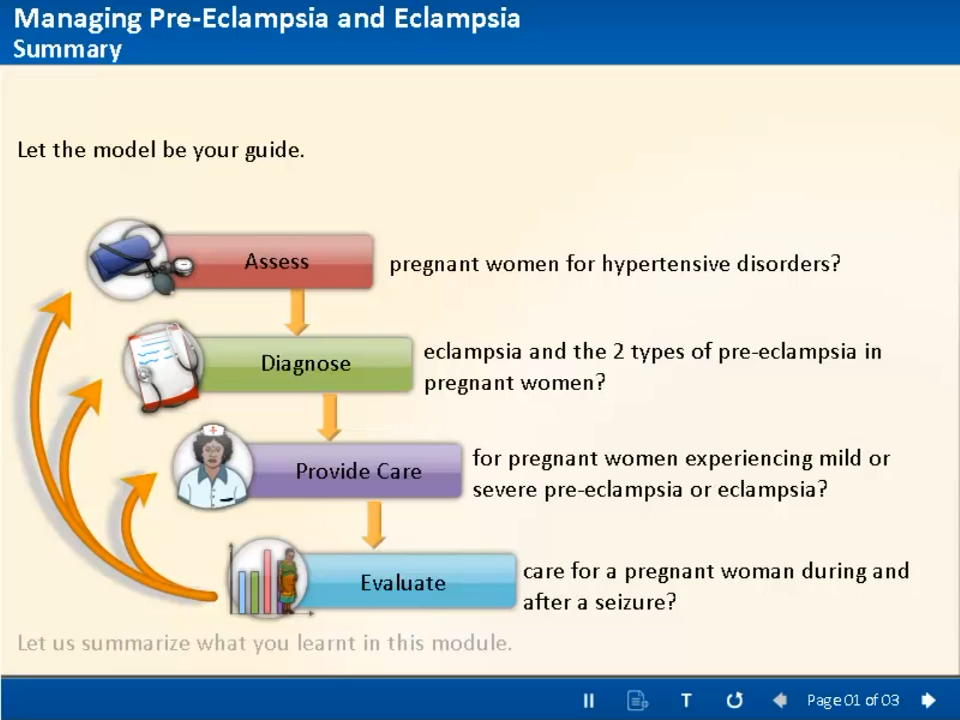 Managing Pre-Eclampsia and Eclampsia
Summary
Let the model be your guide.
Assess
pregnant women for hypertensive disorders?
Diagnose
eclampsia and the 2 types of pre-eclampsia in
pregnant women?
Provide Care
for pregnant women experiencing mild or
severe pre-eclampsia or eclampsia?
Evaluate
care for a pregnant woman during and
after a seizure?
Let us summarize what you learnt in this module.
T
Page 01 of 03